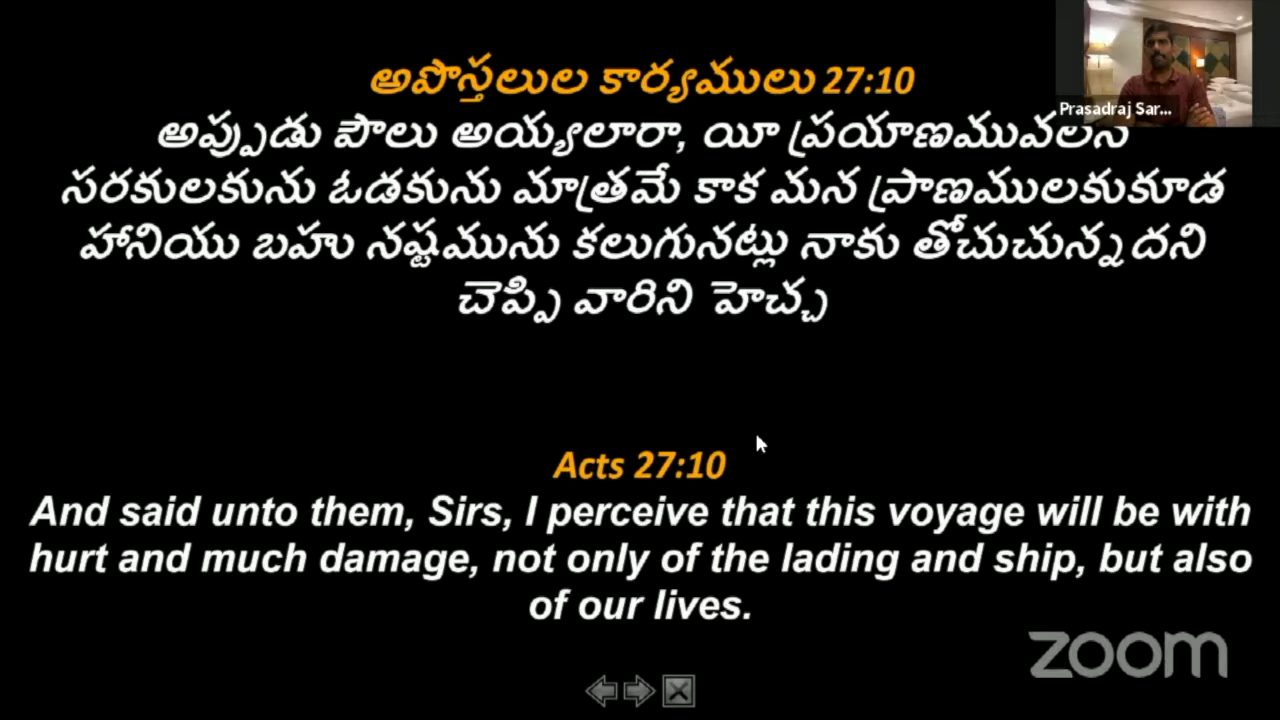 Prasadraj Sar...
అపొస్తలుల కార్యములు 27:10
అప్పుడు పౌలు అయ్యలారా, యీ ప్రయాణమువలన
సరకులకును ఓడకును మాత్రమే కాక మన ప్రాణములకుకూడ
హానియు బహు నష్టమును కలుగునట్లు నాకు తోచుచున్నదని
చెప్పి వారిని హెచ్చ
Acts 27:10
And said unto them, Sirs, I perceive that this voyage will be with
hurt and much damage, not only of the lading and ship, but also
of our lives.
zoom